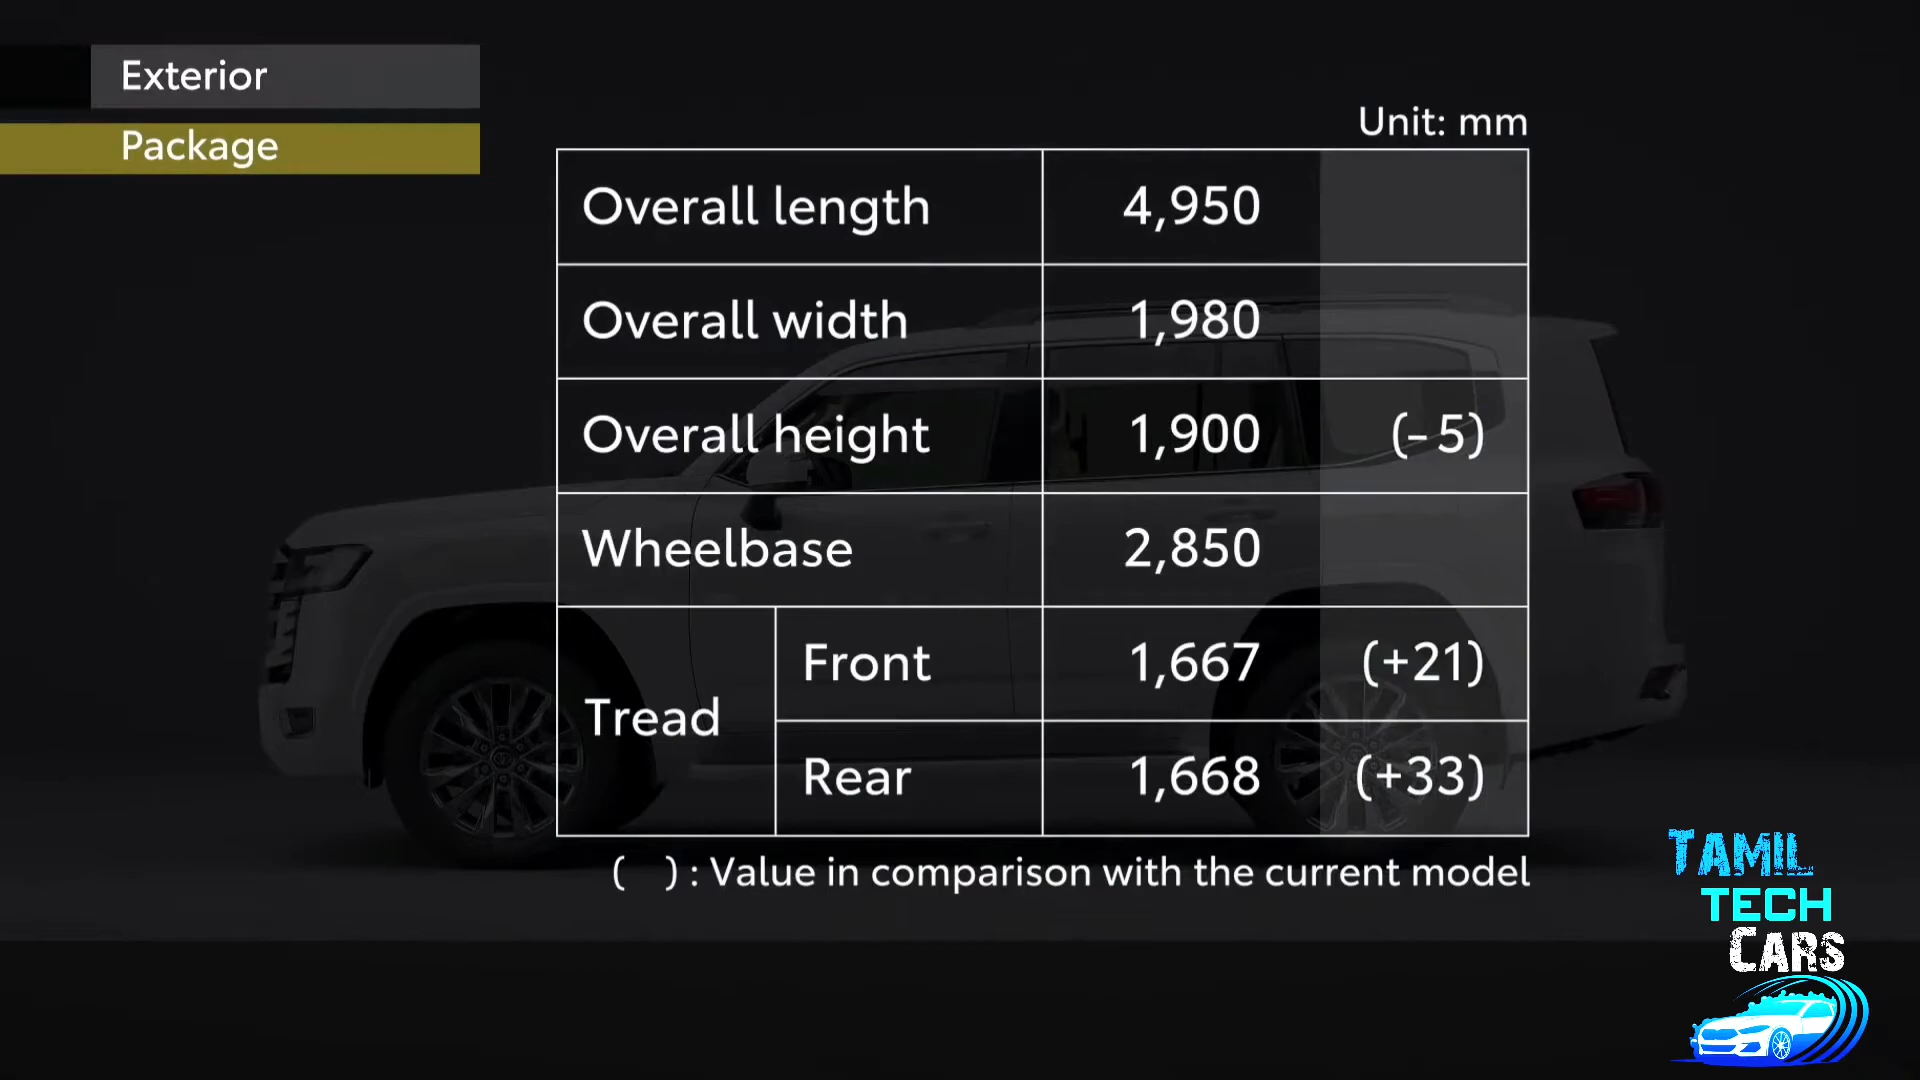 Exterior
Package
Unit: mm
Overall length 4,950
Overall width 1,980
Overall height 1,900 (-5)
Wheelbase 2,850
Tread Front 1,667 (+21)
Rear 1,668 (+33)
( ) : Value in comparison with the current model
TAMIL
TECH
CARS